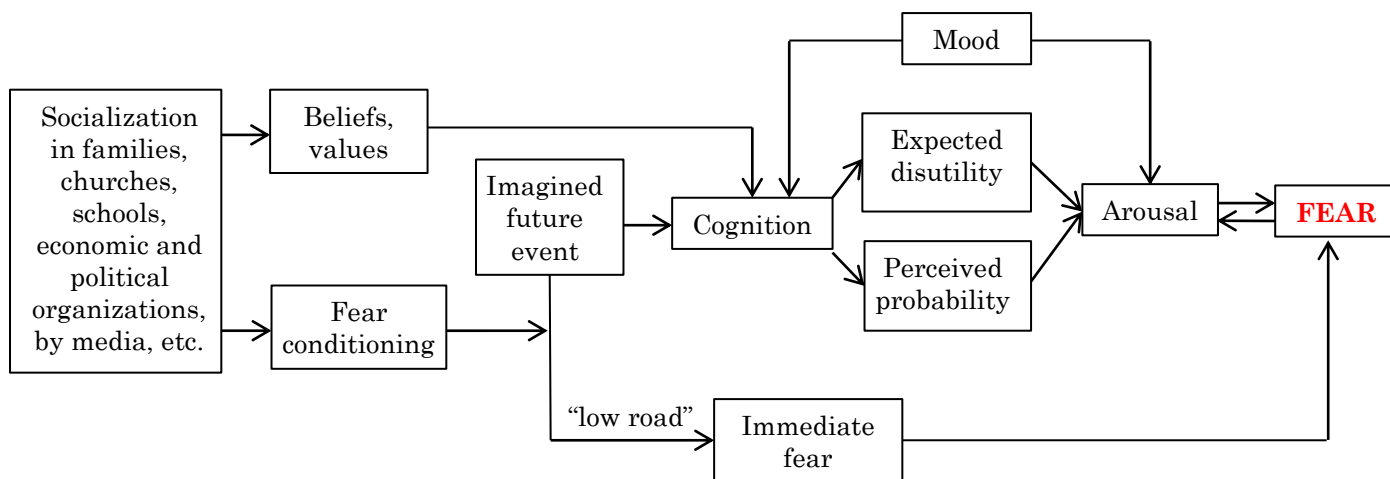 Mood
Socialization
in families,
churches,
schools,
economic and
political
organizations,
by media, etc.
Beliefs,
values
Imagined
future
event
Cognition
Expected
disutility
Perceived
probability
Arousal
FEAR
Fear
conditioning
“low road”
Immediate
fear